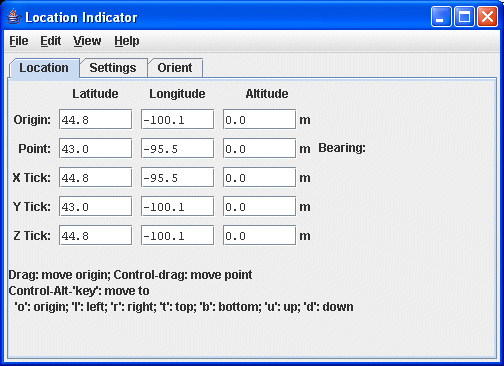 Location Indicator
File Edit View Help
Location Settings Orient
Latitude Longitude Altitude
Origin: 44.8 -100.1 0.0 m
Point: 43.0 -95.5 0.0 m Bearing:
X Tick: 44.8 -95.5 0.0 m
Y Tick: 43.0 -100.1 0.0 m
Z Tick: 44.8 -100.1 0.0 m
Drag: move origin; Control-drag: move point
Control-Alt-'key': move to
'o': origin; 'l': left; 'r': right; 't': top; 'b': bottom; 'u': up; 'd': down